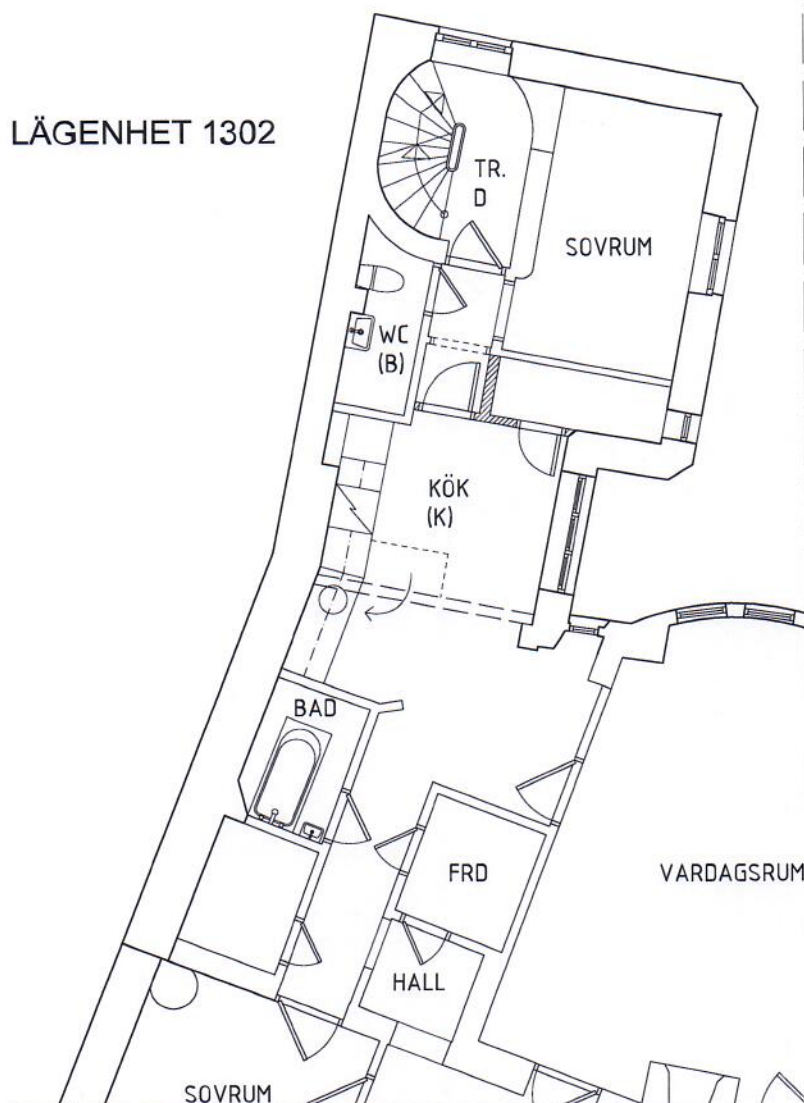 LÄGENHET 1302
TR.
D
SOVRUM
WC
(B)
KÖK
(K)
BAD
FRD
VARDAGSRUM
HALL
SOVRUM